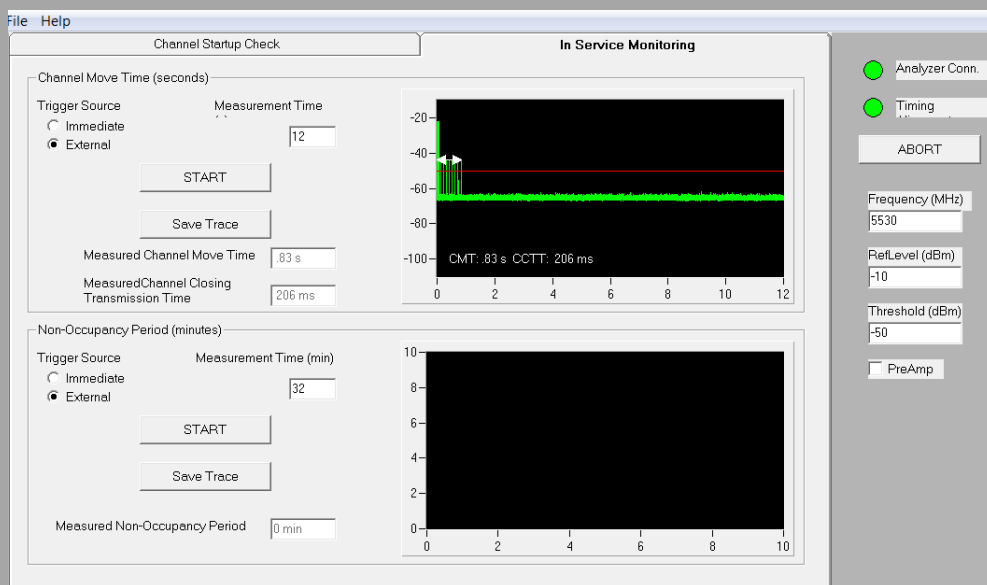 File Help
Channel Startup Check
In Service Monitoring
Channel Move Time (seconds)
Trigger Source
Measurement Time
Immediate
External
12
START
Save Trace
Measured Channel Move Time
.83 s
MeasuredChannel Closing
Transmission Time
206 ms
-20
-40
-60
-80
-100
CMT: .83 s CCTT: 206 ms
0 2 4 6 8 10 12
Non-Occupancy Period (minutes)
Trigger Source
Measurement Time (min)
Immediate
External
32
START
Save Trace
Measured Non-Occupancy Period
0 min
10
8
6
4
2
0
0 2 4 6 8 10
Analyzer Conn.
Timing
ABORT
Frequency (MHz)
5530
RefLevel (dBm)
-10
Threshold (dBm)
-50
PreAmp